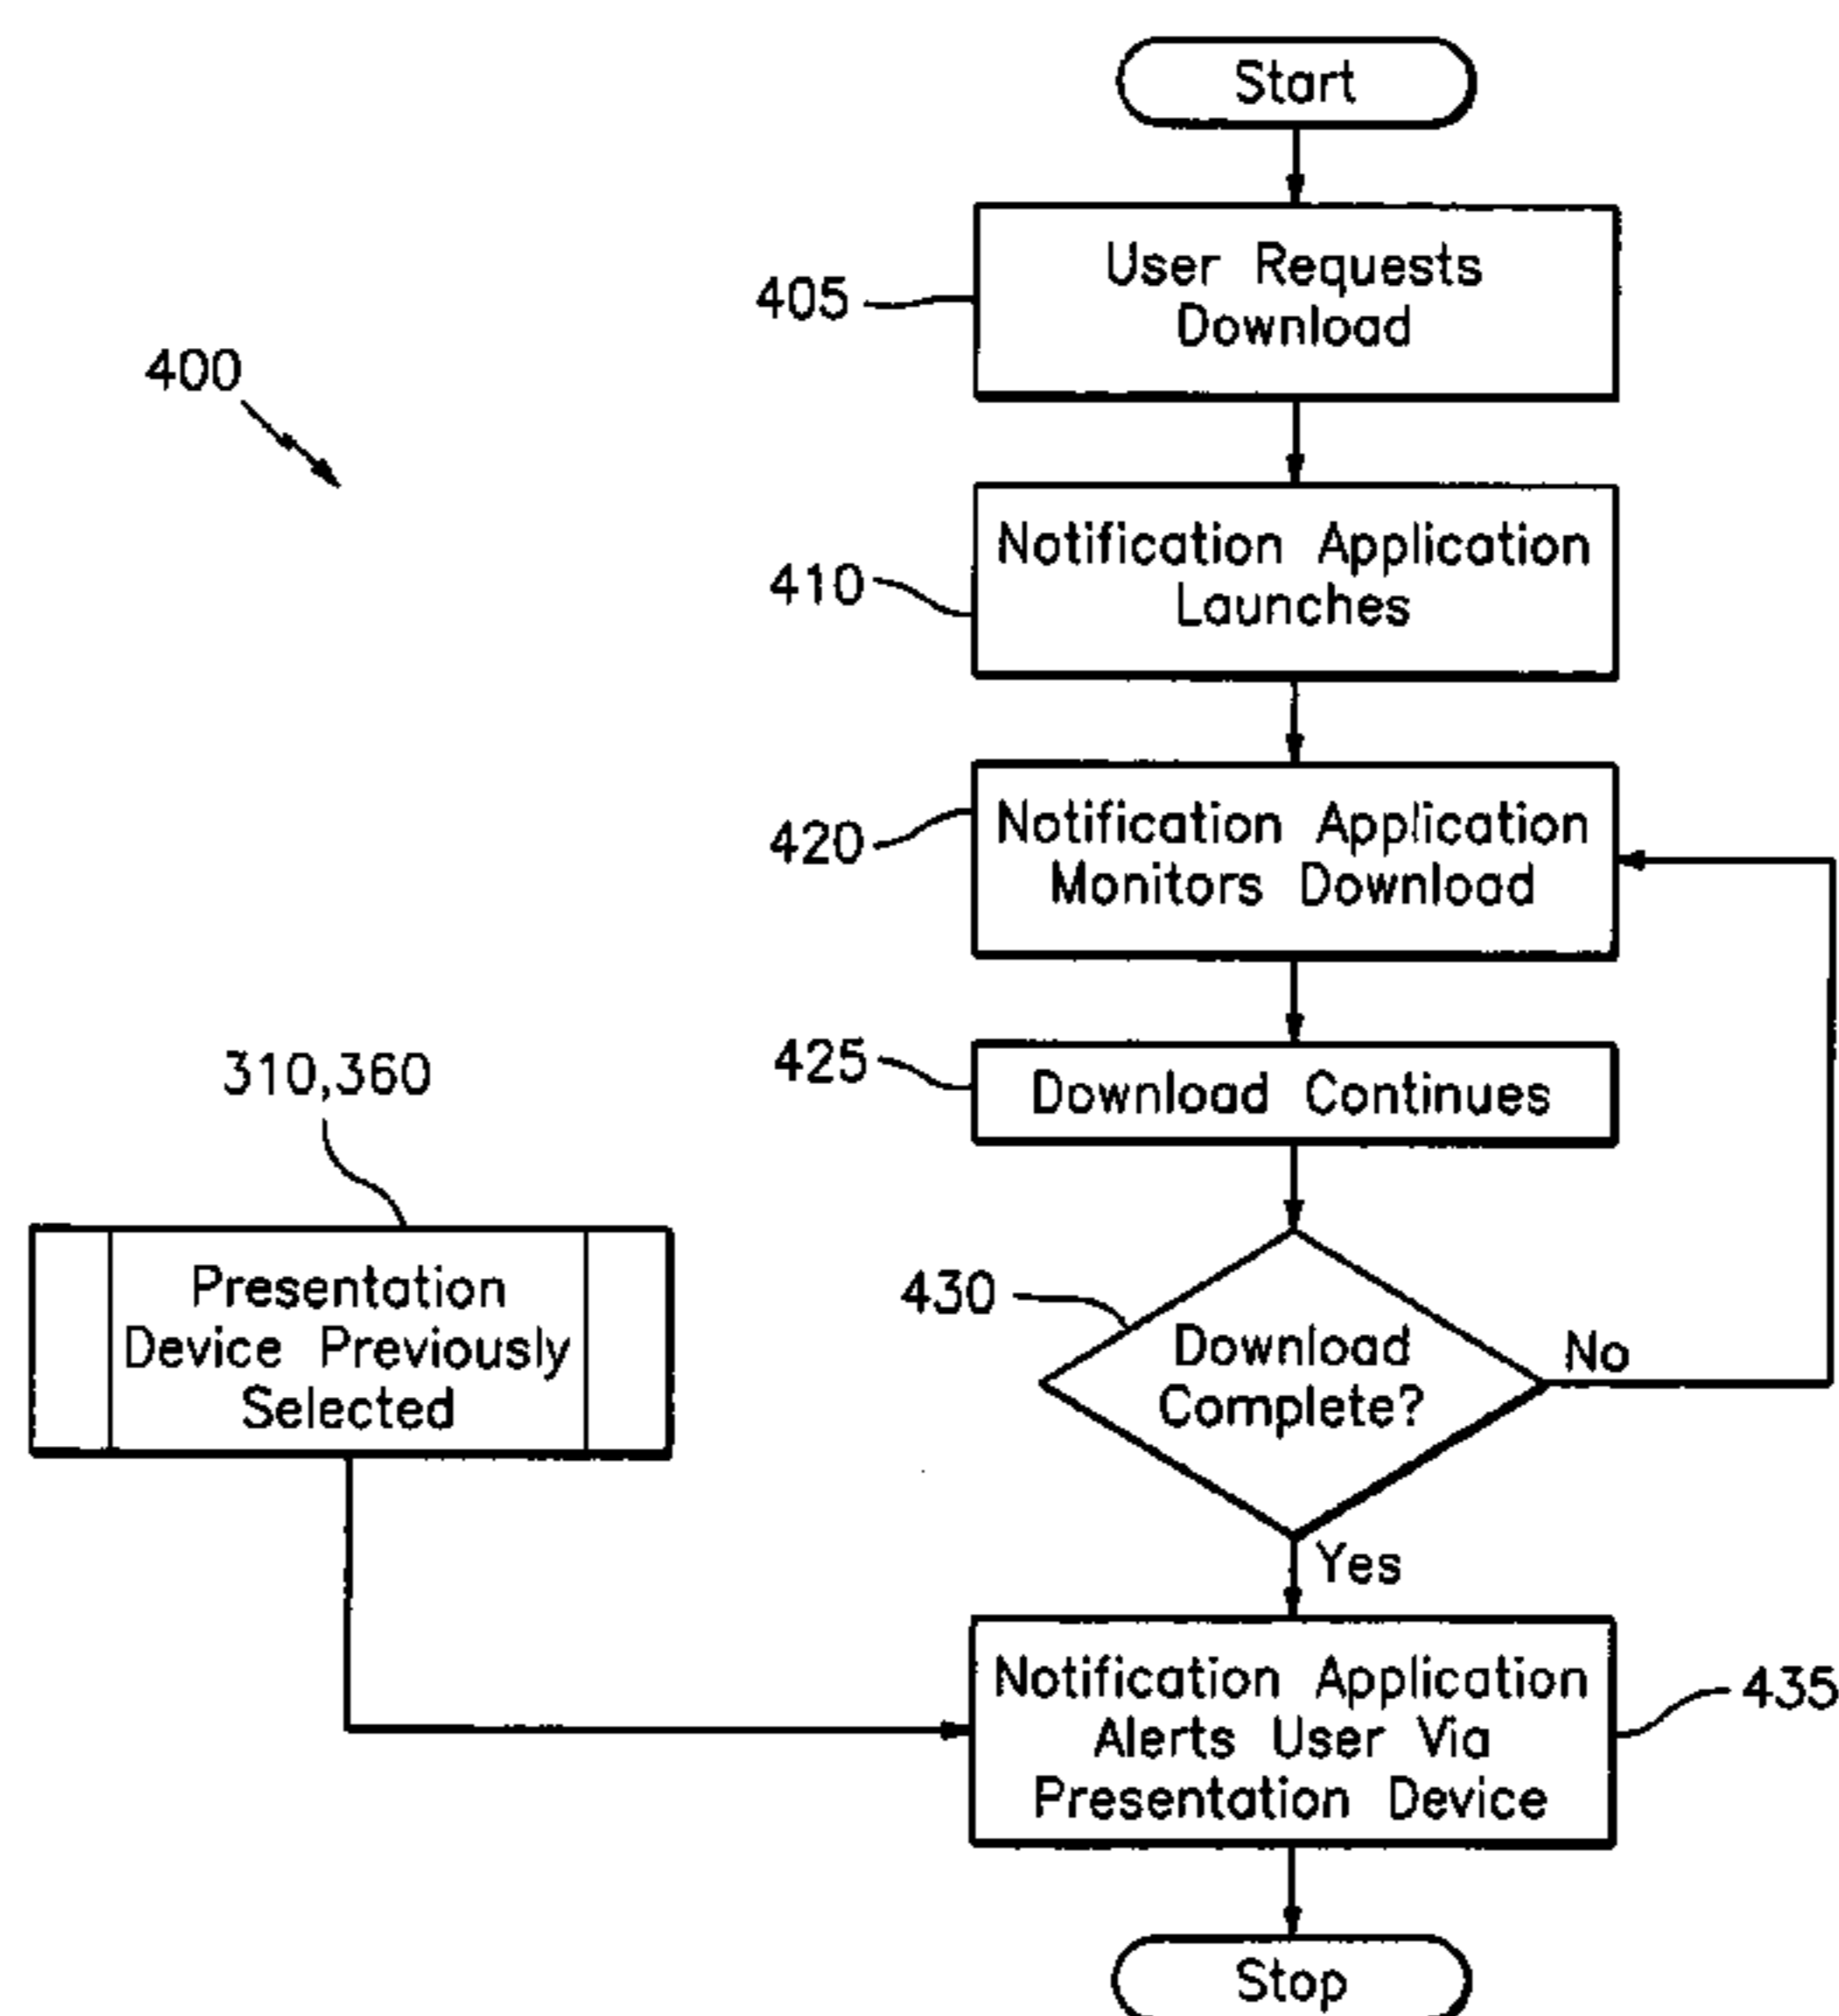 Start
405
User Requests
Download
400
410
Notification Application
Launches
420
Notification Application
Monitors Download
425
Download Continues
310,360
Presentation
Device Previously
Selected
430
Download
Complete?
No
Yes
Notification Application
Alerts User Via
Presentation Device
435
Stop